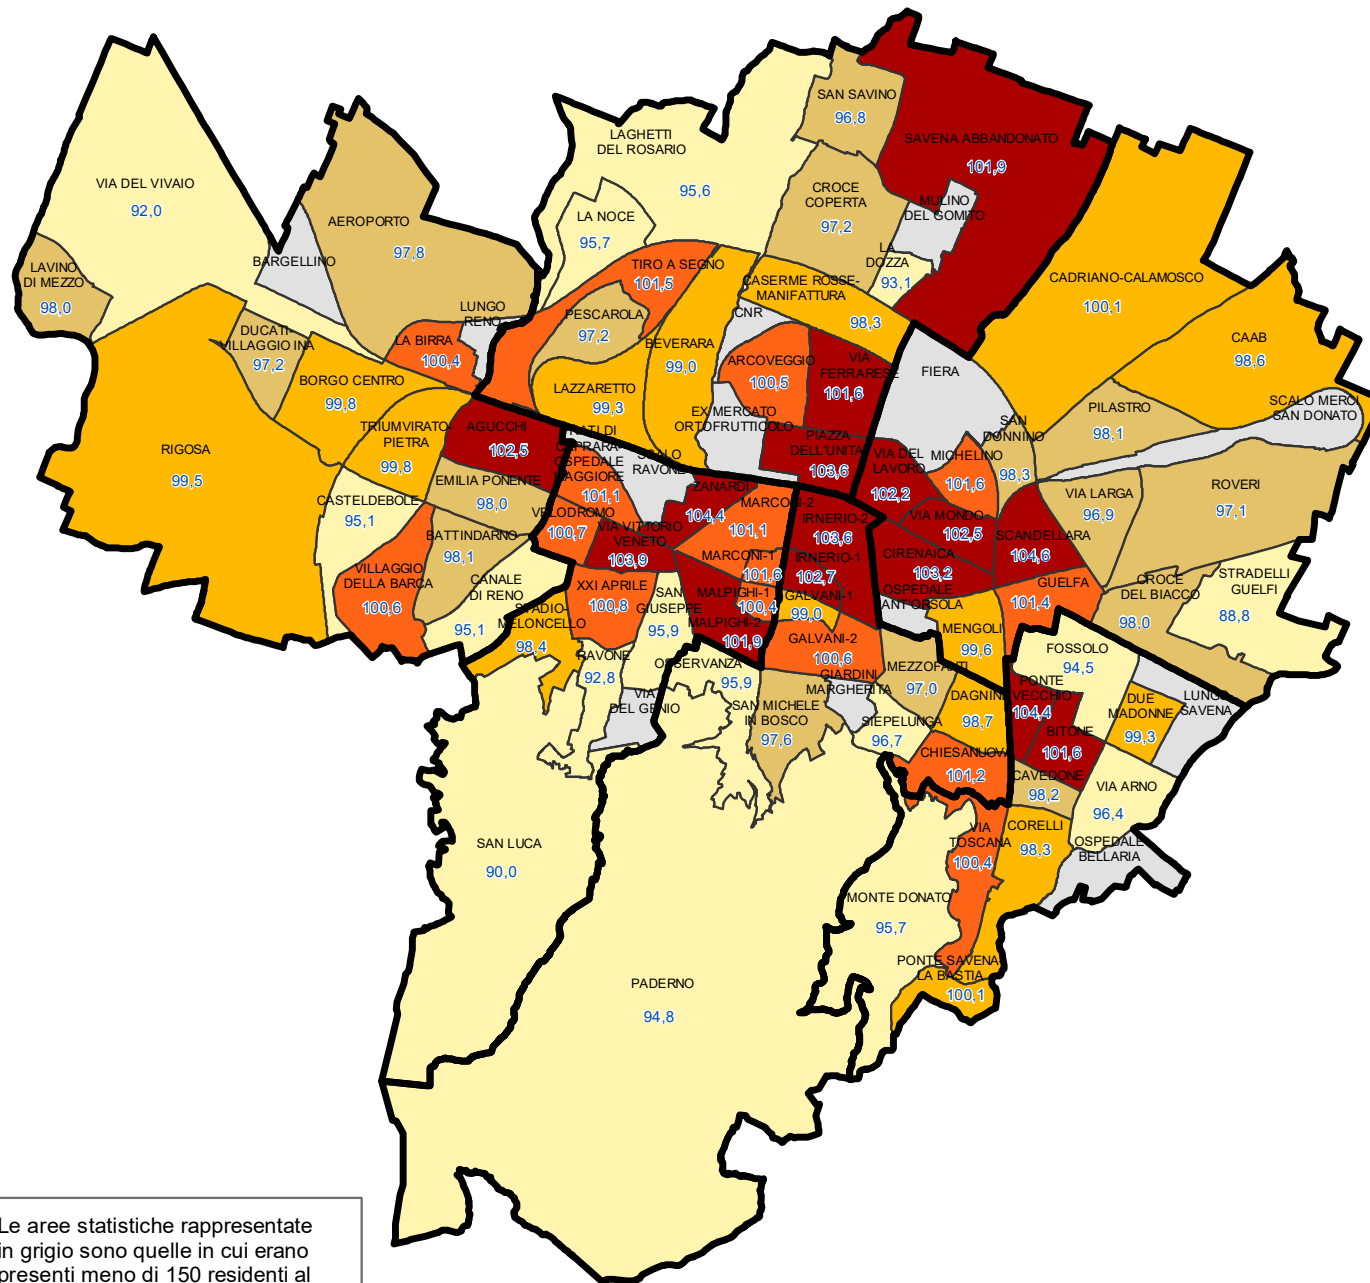 SAN SAVINO
96,8
SAVENA ABBANDONATO
101,9
LAGHETTI
DEL ROSARIO
95,6
VIA DEL VIVAIO
92,0
AEROPORTO
97,8
BARGELLINO
LAVINO
DI MEZZO
98,0
LA NOCE
95,7
CROCE
COPERTA
97,2
MULINO
DEL GOMITO
LA
DOZZA
93,1
TIRO A SEGNO
101,5
CASERME ROSSE-
MANIFATTURA
98,3
CADRIANO-CALAMOSCO
100,1
CAAB
98,6
LUNGO
RENO
PESCAROLA
97,2
CNR
BEVERARA
99,0
DUCATI-
VILLAGGIO INA
97,2
LA BIRRA
100,4
ARCOVEGGIO
100,5
VIA
FERRARESE
101,6
FIERA
BORGO CENTRO
99,8
LAZZARETTO
99,3
EX MERCATO
ORTOFRUTTICOLO
SCALO MERCI
SAN DONATO
PILASTRO
98,1
SAN
DONNINO
98,3
TRIUMVIRATO-
PIETRA
99,8
AGUCCHI
102,5
PRATI DI
CAPRARA-
OSPEDALE
MAGGIORE
101,1
SCALO
RAVONE
PIAZZA
DELL'UNITA'
103,6
VIA DEL
LAVORO
102,2
MICHELINO
101,6
RIGOSA
99,5
EMILIA PONENTE
98,0
CASTELDEBOLE
95,1
ZANARDI
104,4
MARCONI-2
101,1
VIA LARGA
96,9
ROVERI
97,1
VELODROMO
100,7
VIA VITTORIO
VENETO
103,9
IRNERIO-2
103,6
VIA MONDO
102,5
SCANDELLARA
104,6
BATTINDARNO
98,1
MARCONI-1
101,6
IRNERIO-1
102,7
CIRENAICA
103,2
VILLAGGIO
DELLA BARCA
100,6
CANALE
DI RENO
95,1
XXI APRILE
100,8
SAN
GIUSEPPE
95,9
MALPIGHI-1
100,4
GALVANI-1
99,0
OSPEDALE
SANT'ORSOLA
GUELFA
101,4
CROCE
DEL BIACCO
98,0
STRADELLI
GUELFI
88,8
STADIO-
MELONCELLO
98,4
MALPIGHI-2
101,9
GALVANI-2
100,6
MENGOLI
99,6
FOSSOLO
94,5
RAVONE
92,8
OSSERVANZA
95,9
GIARDINI
MARGHERITA
MEZZOFANTI
97,0
PONTE
VECCHIO
104,4
VIA
DEL GENIO
SAN MICHELE
IN BOSCO
97,6
SIEPELUNGA
96,7
DAGNINI
98,7
DUE
MADONNE
99,3
LUNGO
SAVENA
BITONE
101,6
CHIESANUOVA
101,2
CAVEDONE
98,2
VIA ARNO
96,4
SAN LUCA
90,0
VIA
TOSCANA
100,4
CORELLI
98,3
OSPEDALE
BELLARIA
MONTE DONATO
95,7
PADERNO
94,8
PONTE SAVENA-
LA BASTIA
100,1
Le aree statistiche rappresentate
in grigio sono quelle in cui erano
presenti meno di 150 residenti al